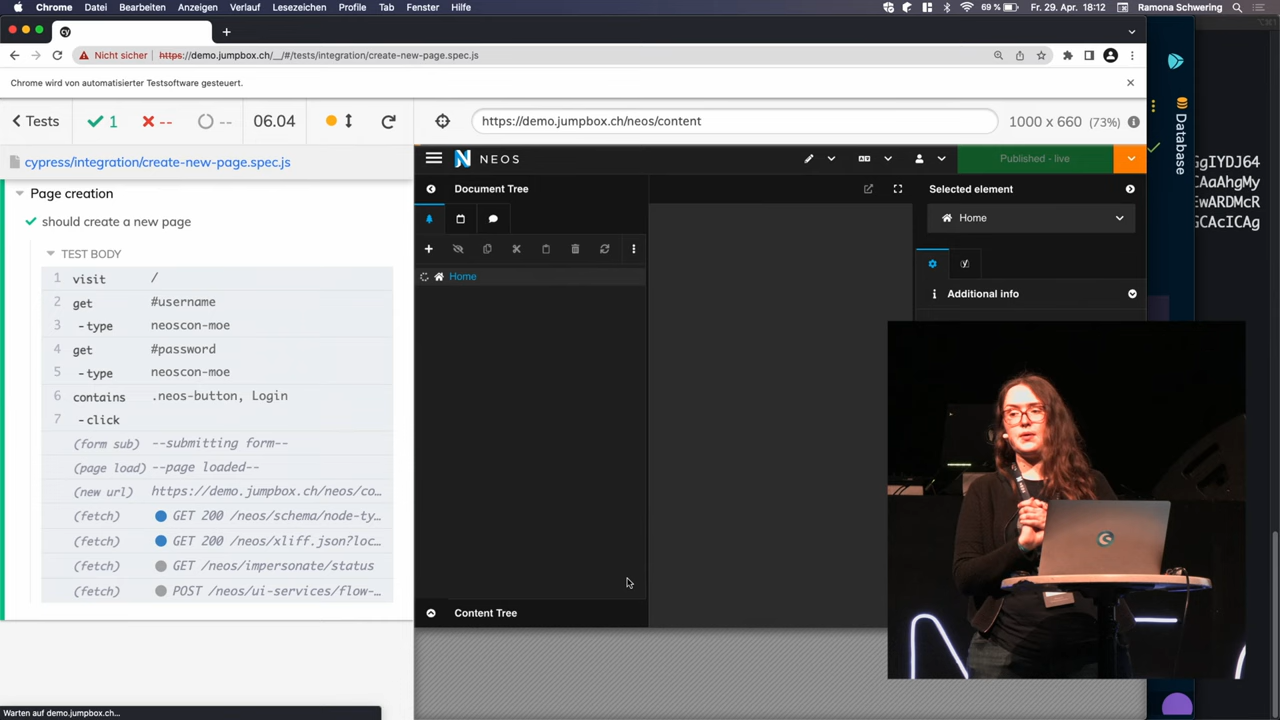 Chrome Datei Bearbeiten Anzeigen Verlauf Lesezeichen Profile Tab Fenster Hilfe 69 % Fr. 29. Apr. 18:12 Ramona Schwering
Nicht sicher https://demo.jumpbox.ch/__/#/tests/integration/create-new-page.spec.js
Chrome wird von automatisierter Testsoftware gesteuert.
Tests 1 -- -- 06.04 https://demo.jumpbox.ch/neos/content 1000 x 660 (73%)
cypress/integration/create-new-page.spec.js
Page creation
should create a new page
TEST BODY
1 visit /
2 get #username
3 -type neoscon-moe
4 get #password
5 -type neoscon-moe
6 contains .neos-button, Login
7 -click
(form sub) --submitting form--
(page load) --page loaded--
(new url) https://demo.jumpbox.ch/neos/co...
(fetch) GET 200 /neos/schema/node-ty...
(fetch) GET 200 /neos/xliff.json?loc...
(fetch) GET /neos/impersonate/status
(fetch) POST /neos/ui-services/flow-...
Warten auf demo.jumpbox.ch...
NEOS
Published - live
Document Tree
Home
Content Tree
Selected element
Home
Additional info
Database
gIYDJ64
CAaAhgMy
EwARDMcR
GCAcICAg